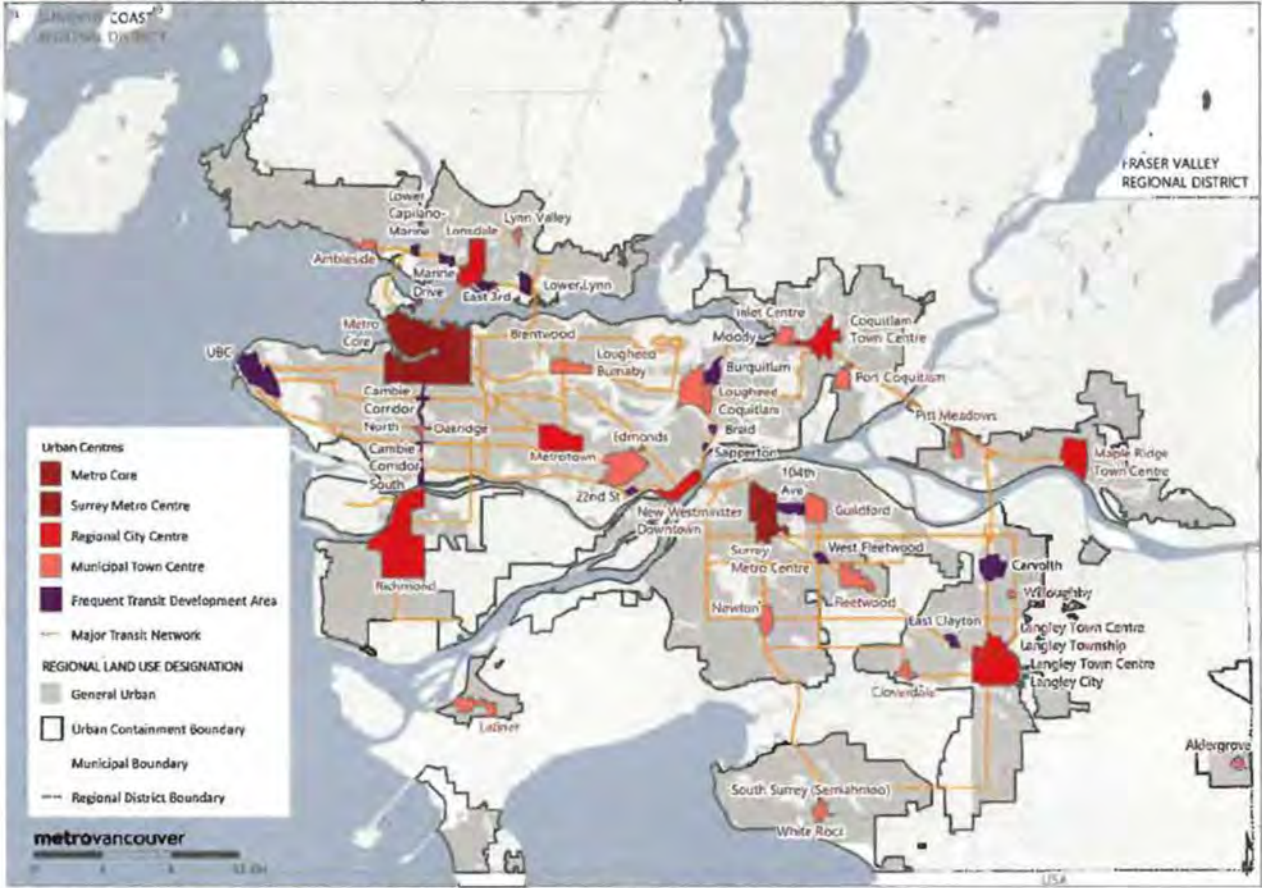 COAST
REGIONAL DISTRICT
FRASER VALLEY
REGIONAL DISTRICT
Lower
Capilano-
Marine
Lonsdale
Lynn Valley
Ambleside
Marine
Drive
East 3rd
Lower Lynn
Metro
Core
Brentwood
Inlet Centre
Moody
Coquitlam
Town Centre
UBC
Lougheed
Burnaby
Burquitlam
Port Coquitlam
Cambie
Corridor
North
Oakridge
Lougheed
Coquitlam
Pitt Meadows
Braid
Sapperton
Cambie
Corridor
South
Metrotown
Edmonds
Maple Ridge
Town Centre
22nd St
New Westminster
Downtown
104th
Ave
Guildford
Surrey
Metro Centre
West Fleetwood
Fleetwood
Carvolth
Willoughby
Richmond
Newton
East Clayton
Langley Town Centre
Langley Township
Langley Town Centre
Langley City
Cloverdale
Ladner
Aldergrove
South Surrey (Semiahmoo)
White Rock
Urban Centres
Metro Core
Surrey Metro Centre
Regional City Centre
Municipal Town Centre
Frequent Transit Development Area
Major Transit Network
REGIONAL LAND USE DESIGNATION
General Urban
Urban Containment Boundary
Municipal Boundary
Regional District Boundary
metrovancouver
USA